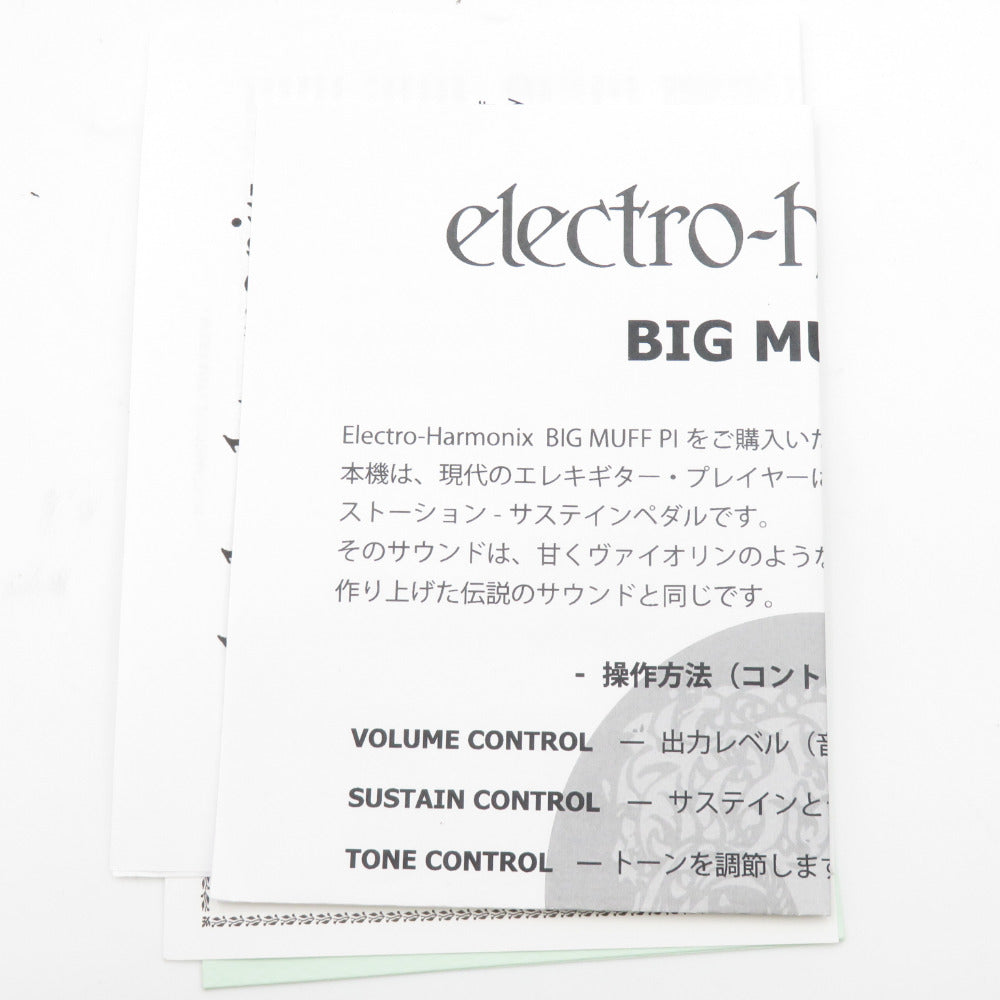 electro-h
BIG MU
Electro-Harmonix BIG MUFF PI をご購入いた
本機は、現代のエレキギター・プレイヤーに
ストーション - サステインペダルです。
そのサウンドは、甘くヴァイオリンのような
作り上げた伝説のサウンドと同じです。
- 操作方法（コント
VOLUME CONTROL — 出力レベル（音
SUSTAIN CONTROL — サステインと
TONE CONTROL — トーンを調節します